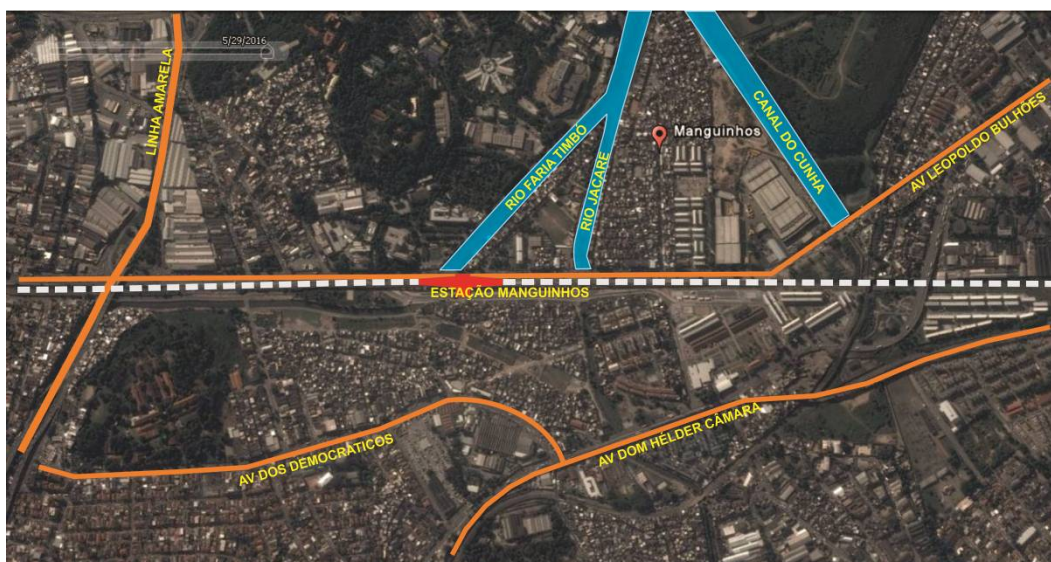 5/29/2016
LINHA AMARELA
RIO FARIA TIMBÓ
RIO JACARÉ
Manguinhos
CANAL DO CUNHA
AV LEOPOLDO BULHÕES
ESTAÇÃO MANGUINHOS
AV DOS DEMOCRÁTICOS
AV DOM HÉLDER CÂMARA